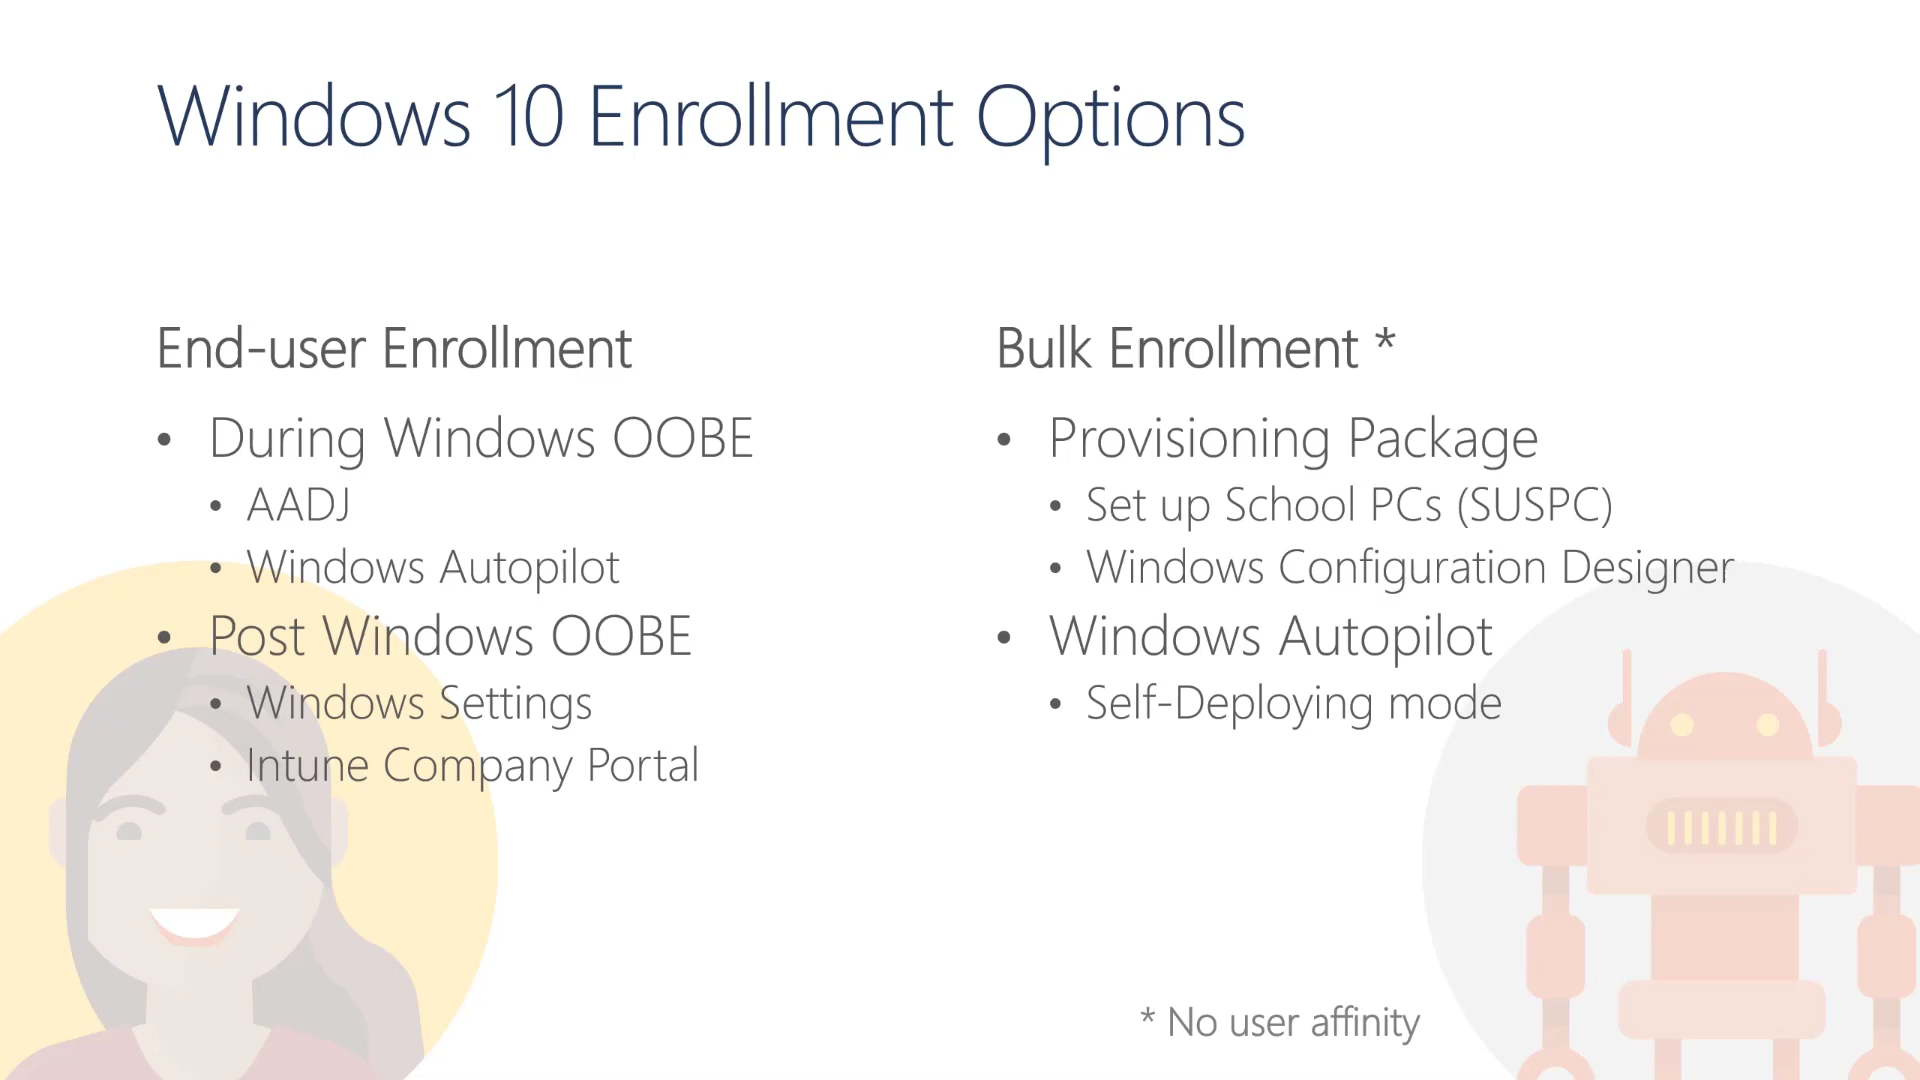 Windows 10 Enrollment Options
End-user Enrollment
• During Windows OOBE
• AADJ
• Windows Autopilot
• Post Windows OOBE
• Windows Settings
• Intune Company Portal
Bulk Enrollment *
• Provisioning Package
• Set up School PCs (SUSPC)
• Windows Configuration Designer
• Windows Autopilot
• Self-Deploying mode
* No user affinity